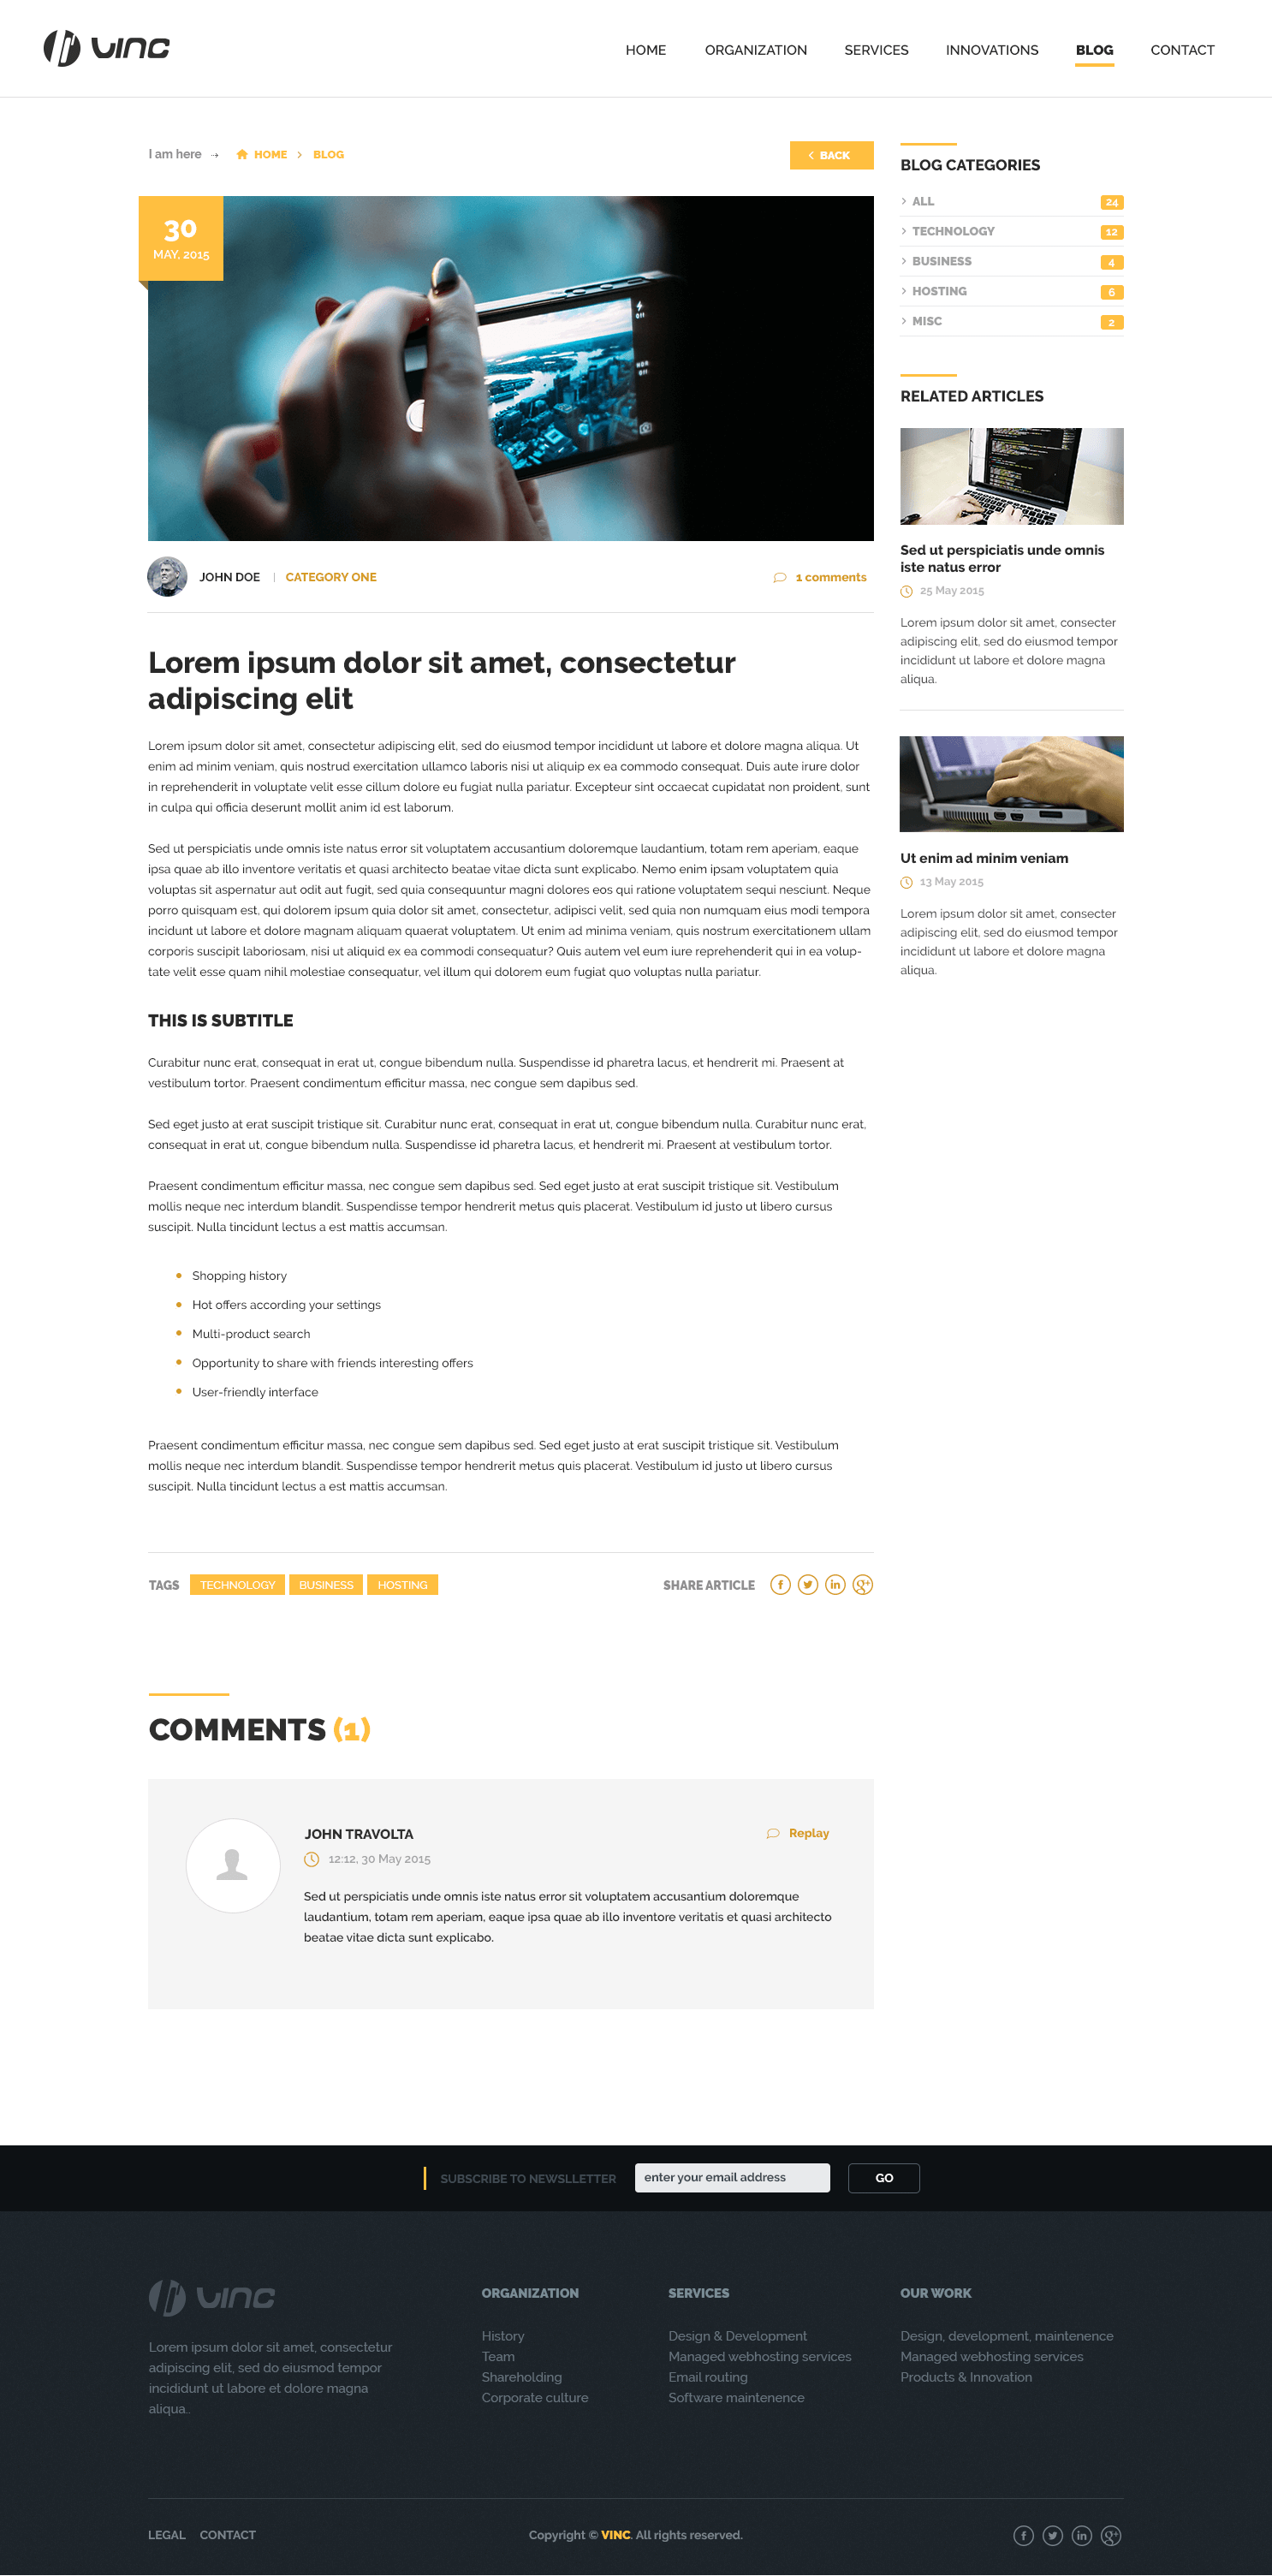 VINC
HOME ORGANIZATION SERVICES INNOVATIONS BLOG CONTACT
I am here HOME BLOG
BACK
30
MAY, 2015
JOHN DOE CATEGORY ONE
1 comments
Lorem ipsum dolor sit amet, consectetur
adipiscing elit
Lorem ipsum dolor sit amet, consectetur adipiscing elit, sed do eiusmod tempor incididunt ut labore et dolore magna aliqua. Ut
enim ad minim veniam, quis nostrud exercitation ullamco laboris nisi ut aliquip ex ea commodo consequat. Duis aute irure dolor
in reprehenderit in voluptate velit esse cillum dolore eu fugiat nulla pariatur. Excepteur sint occaecat cupidatat non proident, sunt
in culpa qui officia deserunt mollit anim id est laborum.
Sed ut perspiciatis unde omnis iste natus error sit voluptatem accusantium doloremque laudantium, totam rem aperiam, eaque
ipsa quae ab illo inventore veritatis et quasi architecto beatae vitae dicta sunt explicabo. Nemo enim ipsam voluptatem quia
voluptas sit aspernatur aut odit aut fugit, sed quia consequuntur magni dolores eos qui ratione voluptatem sequi nesciunt. Neque
porro quisquam est, qui dolorem ipsum quia dolor sit amet, consectetur, adipisci velit, sed quia non numquam eius modi tempora
incidunt ut labore et dolore magnam aliquam quaerat voluptatem. Ut enim ad minima veniam, quis nostrum exercitationem ullam
corporis suscipit laboriosam, nisi ut aliquid ex ea commodi consequatur? Quis autem vel eum iure reprehenderit qui in ea volup-
tate velit esse quam nihil molestiae consequatur, vel illum qui dolorem eum fugiat quo voluptas nulla pariatur.
THIS IS SUBTITLE
Curabitur nunc erat, consequat in erat ut, congue bibendum nulla. Suspendisse id pharetra lacus, et hendrerit mi. Praesent at
vestibulum tortor. Praesent condimentum efficitur massa, nec congue sem dapibus sed.
Sed eget justo at erat suscipit tristique sit. Curabitur nunc erat, consequat in erat ut, congue bibendum nulla. Curabitur nunc erat,
consequat in erat ut, congue bibendum nulla. Suspendisse id pharetra lacus, et hendrerit mi. Praesent at vestibulum tortor.
Praesent condimentum efficitur massa, nec congue sem dapibus sed. Sed eget justo at erat suscipit tristique sit. Vestibulum
mollis neque nec interdum blandit. Suspendisse tempor hendrerit metus quis placerat. Vestibulum id justo ut libero cursus
suscipit. Nulla tincidunt lectus a est mattis accumsan.
Shopping history
Hot offers according your settings
Multi-product search
Opportunity to share with friends interesting offers
User-friendly interface
Praesent condimentum efficitur massa, nec congue sem dapibus sed. Sed eget justo at erat suscipit tristique sit. Vestibulum
mollis neque nec interdum blandit. Suspendisse tempor hendrerit metus quis placerat. Vestibulum id justo ut libero cursus
suscipit. Nulla tincidunt lectus a est mattis accumsan.
TAGS TECHNOLOGY BUSINESS HOSTING
SHARE ARTICLE
BLOG CATEGORIES
ALL 24
TECHNOLOGY 12
BUSINESS 4
HOSTING 6
MISC 2
RELATED ARTICLES
Sed ut perspiciatis unde omnis
iste natus error
25 May 2015
Lorem ipsum dolor sit amet, consecter
adipiscing elit, sed do eiusmod tempor
incididunt ut labore et dolore magna
aliqua.
Ut enim ad minim veniam
13 May 2015
Lorem ipsum dolor sit amet, consecter
adipiscing elit, sed do eiusmod tempor
incididunt ut labore et dolore magna
aliqua.
COMMENTS (1)
JOHN TRAVOLTA
Replay
12:12, 30 May 2015
Sed ut perspiciatis unde omnis iste natus error sit voluptatem accusantium doloremque
laudantium, totam rem aperiam, eaque ipsa quae ab illo inventore veritatis et quasi architecto
beatae vitae dicta sunt explicabo.
SUBSCRIBE TO NEWSLLETTER enter your email address GO
VINC
Lorem ipsum dolor sit amet, consectetur
adipiscing elit, sed do eiusmod tempor
incididunt ut labore et dolore magna
aliqua..
ORGANIZATION
History
Team
Shareholding
Corporate culture
SERVICES
Design & Development
Managed webhosting services
Email routing
Software maintenence
OUR WORK
Design, development, maintenence
Managed webhosting services
Products & Innovation
LEGAL CONTACT
Copyright © VINC. All rights reserved.